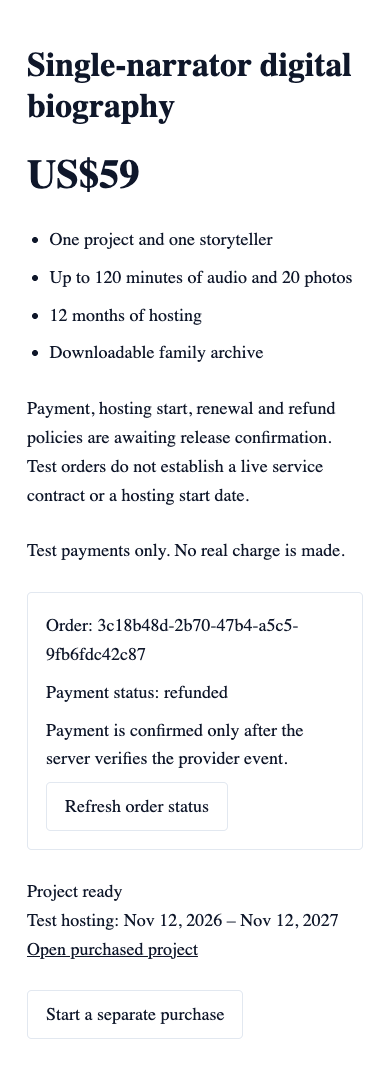 Single-narrator digital
biography
US$59
• One project and one storyteller
• Up to 120 minutes of audio and 20 photos
• 12 months of hosting
• Downloadable family archive
Payment, hosting start, renewal and refund
policies are awaiting release confirmation.
Test orders do not establish a live service
contract or a hosting start date.
Test payments only. No real charge is made.
Order: 3c18b48d-2b70-47b4-a5c5-
9fb6fdc42c87
Payment status: refunded
Payment is confirmed only after the
server verifies the provider event.
Refresh order status
Project ready
Test hosting: Nov 12, 2026 – Nov 12, 2027
Open purchased project
Start a separate purchase